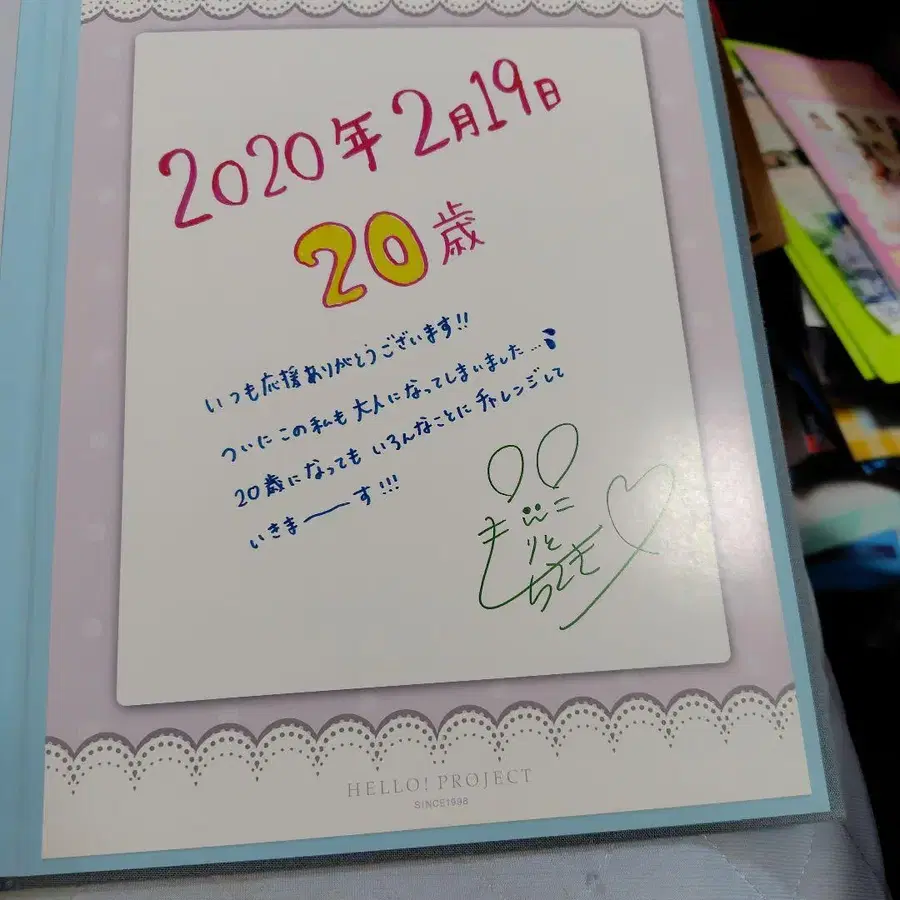 2020年2月19日
20歳
いつも応援ありがとうございます!!
ついにこの私も大人になってしまいました...
20歳になってもいろんなことにチャレンジして
いきまーーす!!!
HELLO! PROJECT
SINCE1998